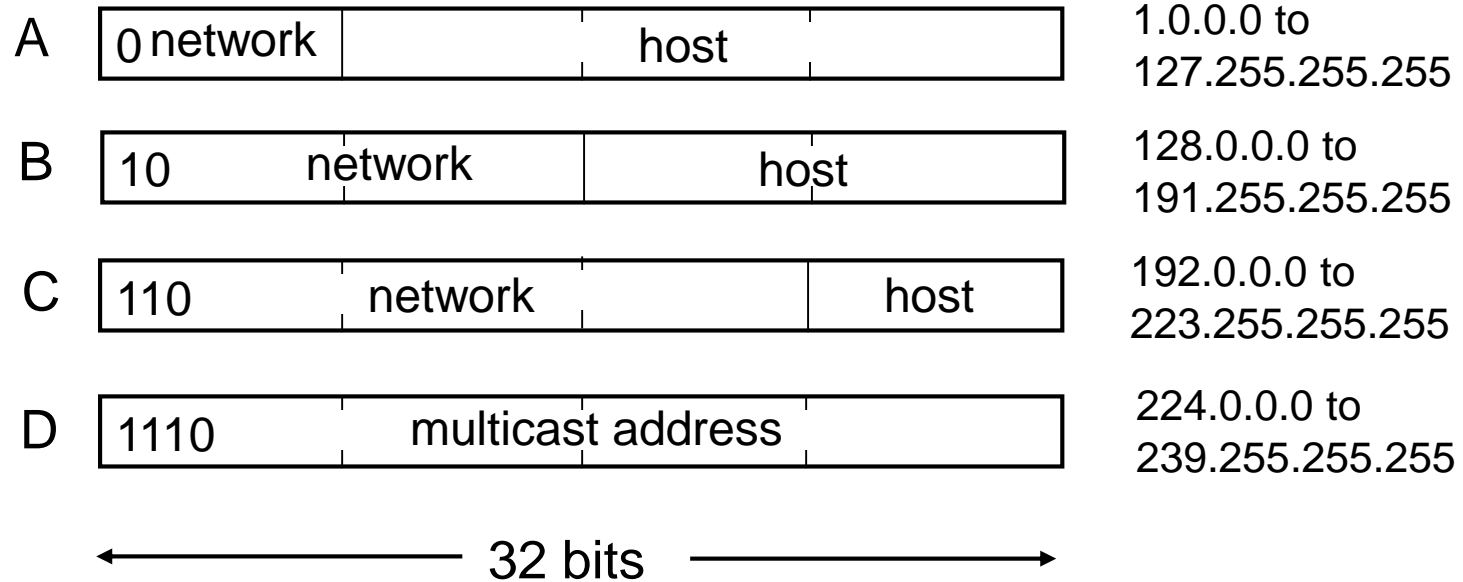 A 0 network host 1.0.0.0 to
127.255.255.255
B 10 network host 128.0.0.0 to
191.255.255.255
C 110 network host 192.0.0.0 to
223.255.255.255
D 1110 multicast address 224.0.0.0 to
239.255.255.255
32 bits